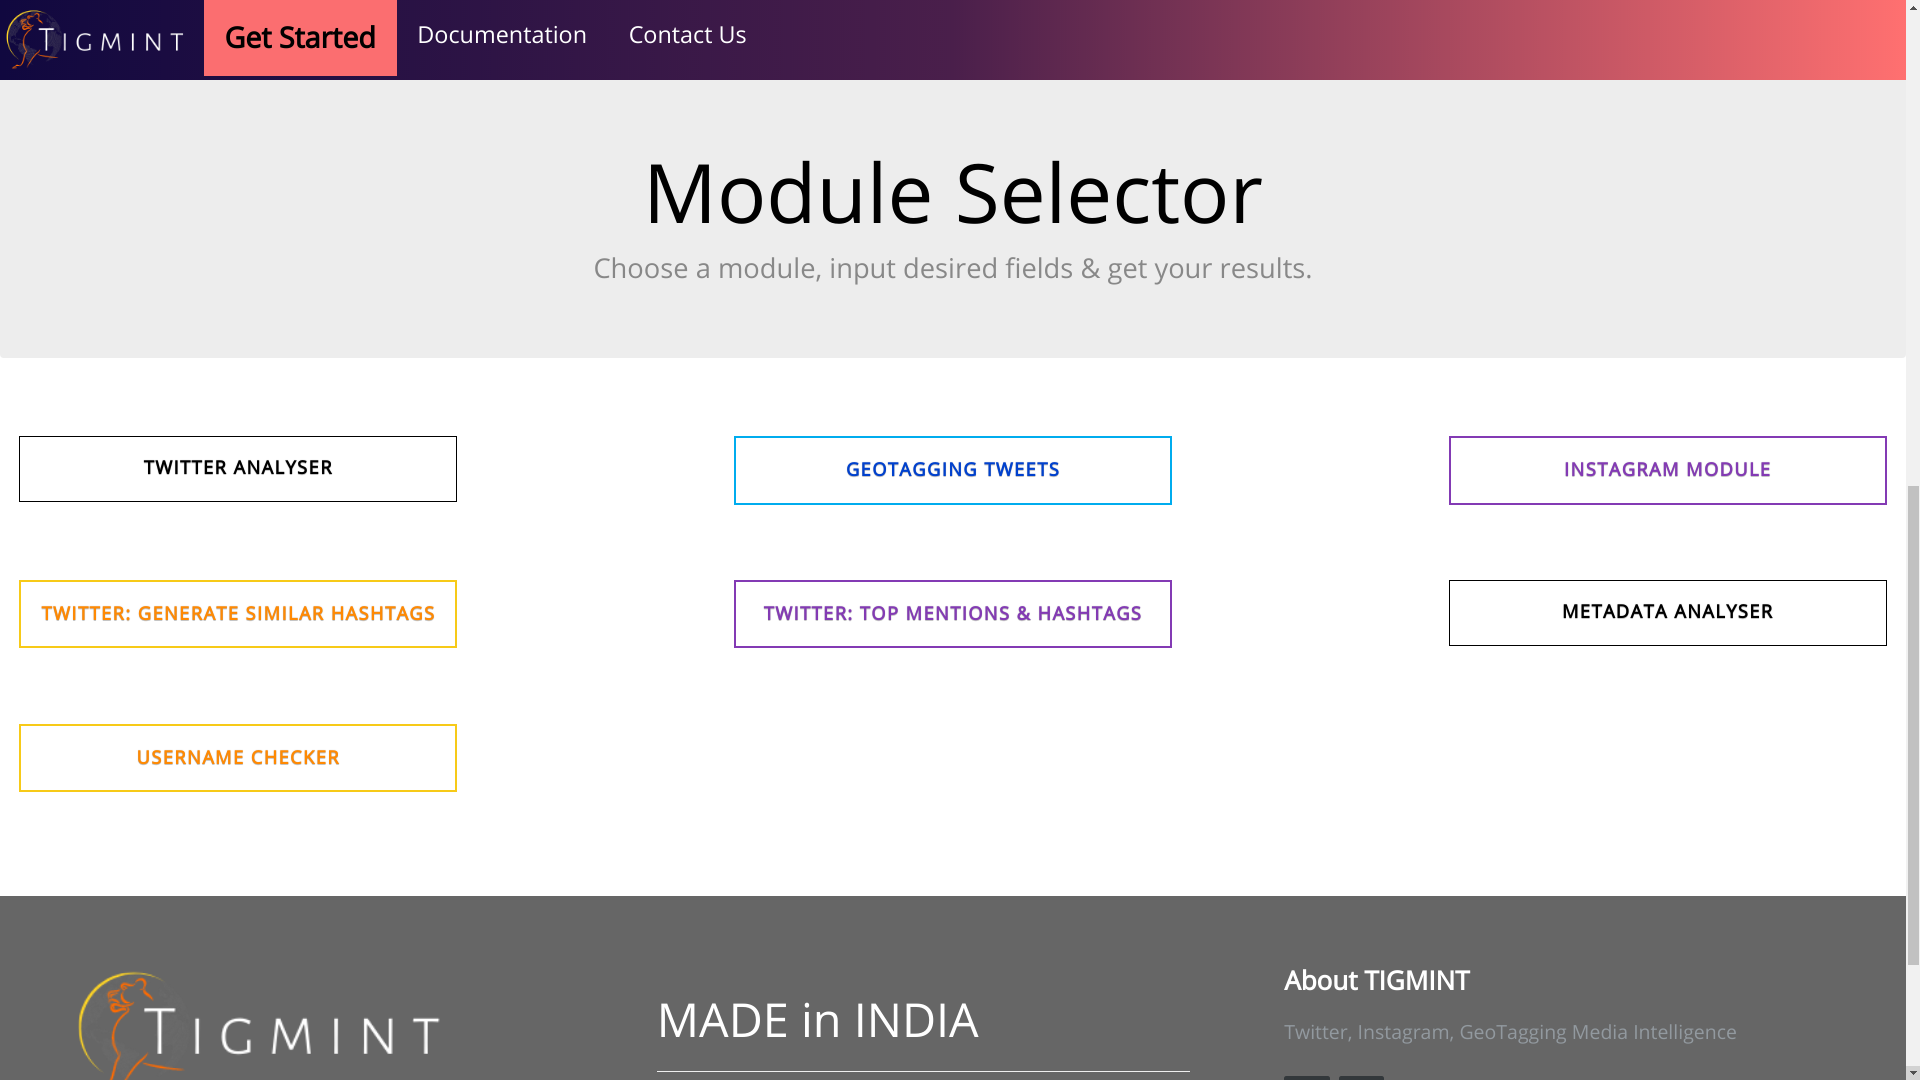 TIGMINT
Get Started
Documentation
Contact Us
Module Selector
Choose a module, input desired fields & get your results.
TWITTER ANALYSER
GEOTAGGING TWEETS
INSTAGRAM MODULE
TWITTER: GENERATE SIMILAR HASHTAGS
TWITTER: TOP MENTIONS & HASHTAGS
METADATA ANALYSER
USERNAME CHECKER
TIGMINT
MADE in INDIA
About TIGMINT
Twitter, Instagram, GeoTagging Media Intelligence